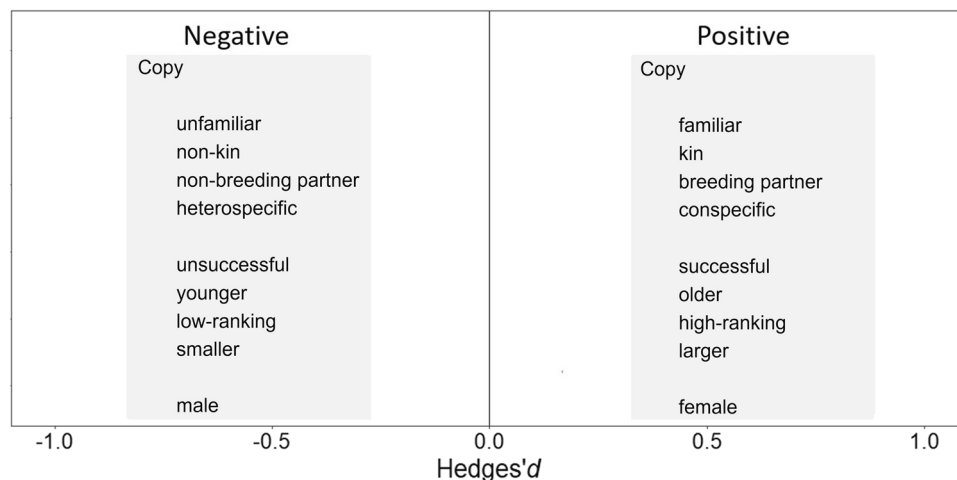 Negative
Copy
unfamiliar
non-kin
non-breeding partner
heterospecific
unsuccessful
younger
low-ranking
smaller
male
Positive
Copy
familiar
kin
breeding partner
conspecific
successful
older
high-ranking
larger
female
-1.0 -0.5 0.0 0.5 1.0
Hedges'd